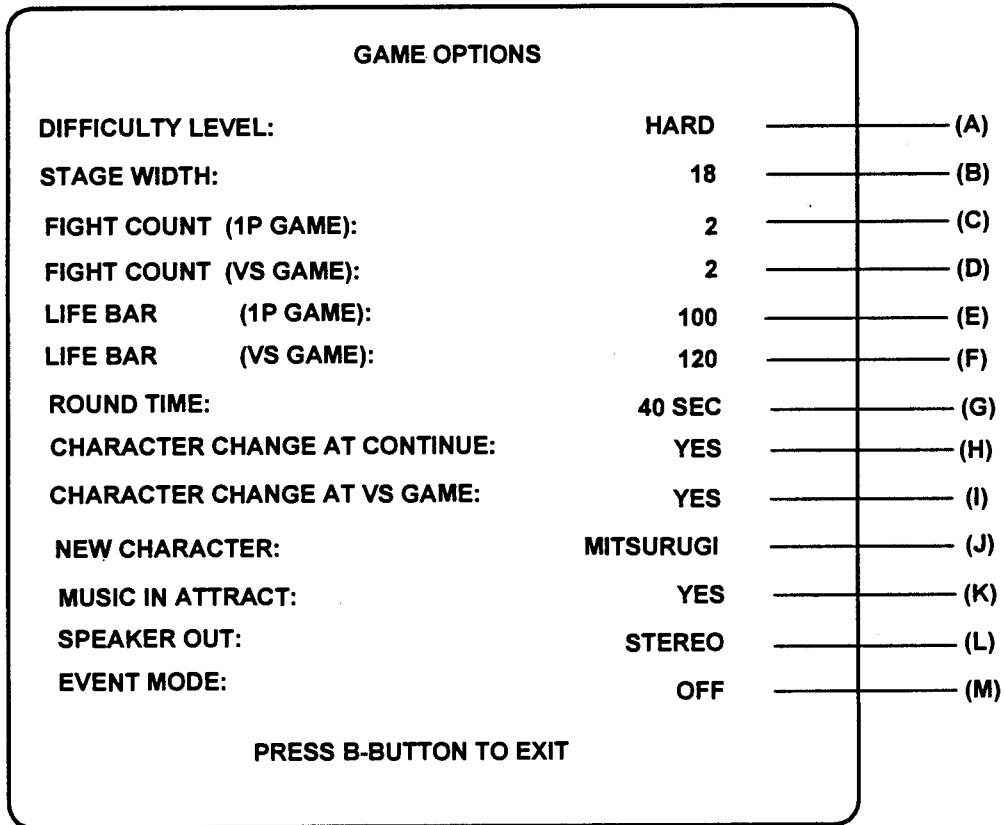 GAME OPTIONS
DIFFICULTY LEVEL: HARD (A)
STAGE WIDTH: 18 (B)
FIGHT COUNT (1P GAME): 2 (C)
FIGHT COUNT (VS GAME): 2 (D)
LIFE BAR (1P GAME): 100 (E)
LIFE BAR (VS GAME): 120 (F)
ROUND TIME: 40 SEC (G)
CHARACTER CHANGE AT CONTINUE: YES (H)
CHARACTER CHANGE AT VS GAME: YES (I)
NEW CHARACTER: MITSURUGI (J)
MUSIC IN ATTRACT: YES (K)
SPEAKER OUT: STEREO (L)
EVENT MODE: OFF (M)
PRESS B-BUTTON TO EXIT